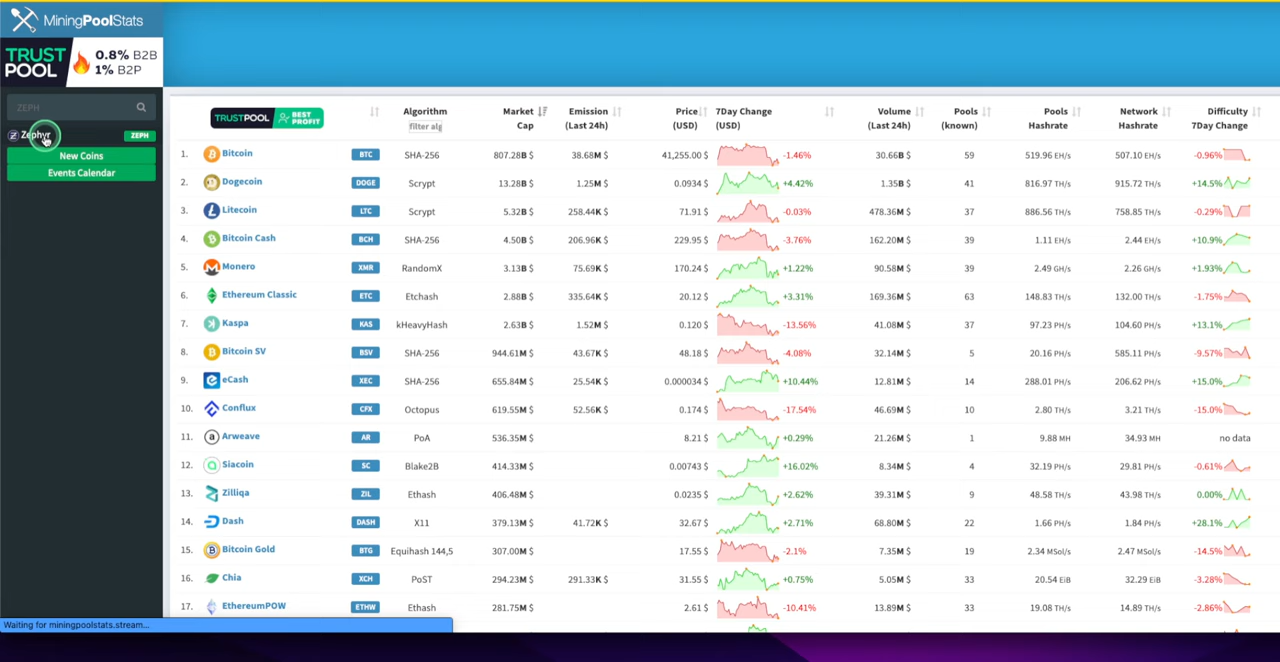 MiningPoolStats
TRUST POOL 0.8% B2B
1% B2P
ZEPH
Zephyr ZEPH
New Coins
Events Calendar
TRUSTPOOL BEST PROFIT Algorithm filter alg Market Cap Emission (Last 24h) Price (USD) 7Day Change (USD) Volume (Last 24h) Pools (known) Pools Hashrate Network Hashrate Difficulty 7Day Change
1. Bitcoin BTC SHA-256 807.28B $ 38.68M $ 41,255.00 $ -1.46% 30.66B $ 59 519.96 EH/s 507.10 EH/s -0.96%
2. Dogecoin DOGE Scrypt 13.28B $ 1.25M $ 0.0934 $ +4.42% 1.35B $ 41 816.97 TH/s 915.72 TH/s +14.5%
3. Litecoin LTC Scrypt 5.32B $ 258.44K $ 71.91 $ -0.03% 478.36M $ 37 886.56 TH/s 758.85 TH/s -0.29%
4. Bitcoin Cash BCH SHA-256 4.50B $ 206.96K $ 229.95 $ -3.76% 162.20M $ 39 1.11 EH/s 2.44 EH/s +10.9%
5. Monero XMR RandomX 3.13B $ 75.69K $ 170.24 $ +1.22% 90.58M $ 39 2.49 GH/s 2.26 GH/s +1.93%
6. Ethereum Classic ETC Etchash 2.88B $ 335.64K $ 20.12 $ +3.31% 169.36M $ 63 148.83 TH/s 132.00 TH/s -1.75%
7. Kaspa KAS kHeavyHash 2.63B $ 1.52M $ 0.120 $ -13.56% 41.08M $ 37 97.23 PH/s 104.60 PH/s +13.1%
8. Bitcoin SV BSV SHA-256 944.61M $ 43.67K $ 48.18 $ -4.08% 32.14M $ 5 20.16 PH/s 585.11 PH/s -9.57%
9. eCash XEC SHA-256 655.84M $ 25.54K $ 0.000034 $ +10.44% 12.81M $ 14 288.01 PH/s 206.62 PH/s +15.0%
10. Conflux CFX Octopus 619.55M $ 52.56K $ 0.174 $ -17.54% 46.69M $ 10 2.80 TH/s 3.21 TH/s -15.0%
11. Arweave AR PoA 536.35M $ 8.21 $ +0.29% 21.26M $ 1 9.88 MH 34.93 MH no data
12. Siacoin SC Blake2B 414.33M $ 0.00743 $ +16.02% 8.34M $ 4 32.19 PH/s 29.81 PH/s -0.61%
13. Zilliqa ZIL Ethash 406.48M $ 0.0235 $ +2.62% 39.31M $ 9 48.58 TH/s 43.98 TH/s 0.00%
14. Dash DASH X11 379.13M $ 41.72K $ 32.67 $ +2.71% 68.80M $ 22 1.66 PH/s 1.84 PH/s +28.1%
15. Bitcoin Gold BTG Equihash 144,5 307.00M $ 17.55 $ -2.1% 7.35M $ 19 2.34 MSol/s 2.47 MSol/s -14.5%
16. Chia XCH PoST 294.23M $ 291.33K $ 31.55 $ +0.75% 5.05M $ 33 20.54 EiB 32.29 EiB -3.28%
17. EthereumPOW ETHW Ethash 281.75M $ 2.61 $ -10.41% 13.89M $ 33 19.08 TH/s 14.89 TH/s -2.86%
Waiting for miningpoolstats.stream...